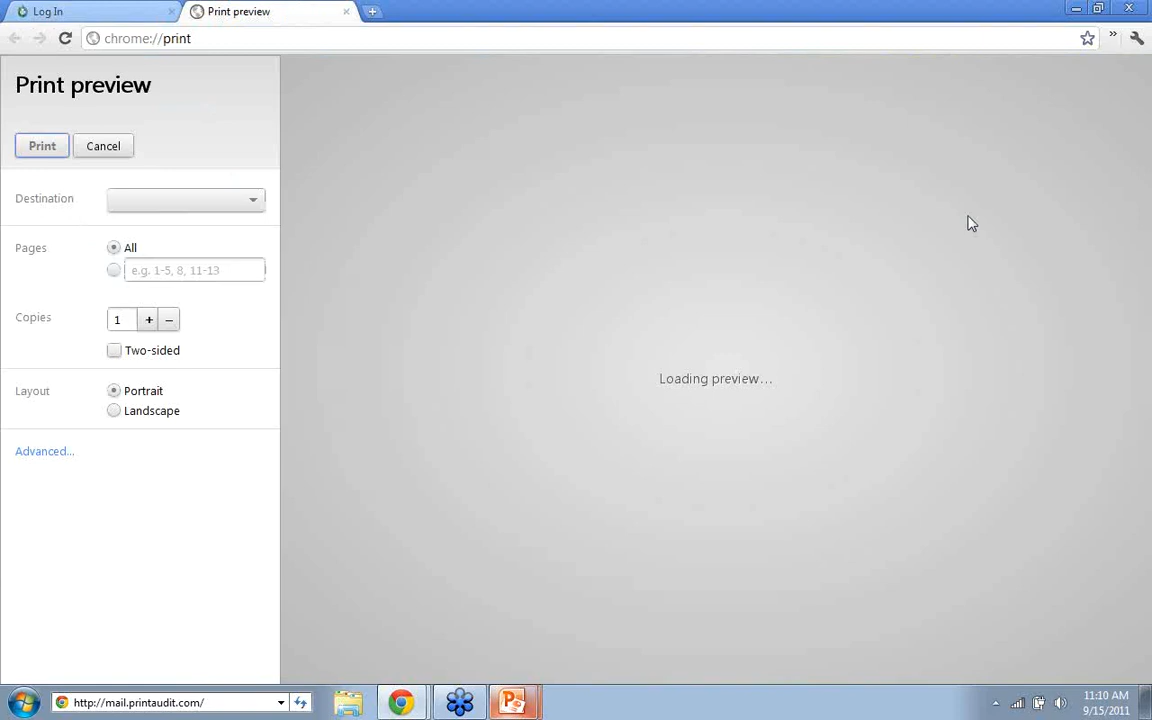 Log In
Print preview
chrome://print
»
Print preview
Print
Cancel
Destination
Pages
All
e.g. 1-5, 8, 11-13
Copies
1
+
–
Two-sided
Layout
Portrait
Landscape
Advanced...
Loading preview...
http://mail.printaudit.com/
11:10 AM
9/15/2011